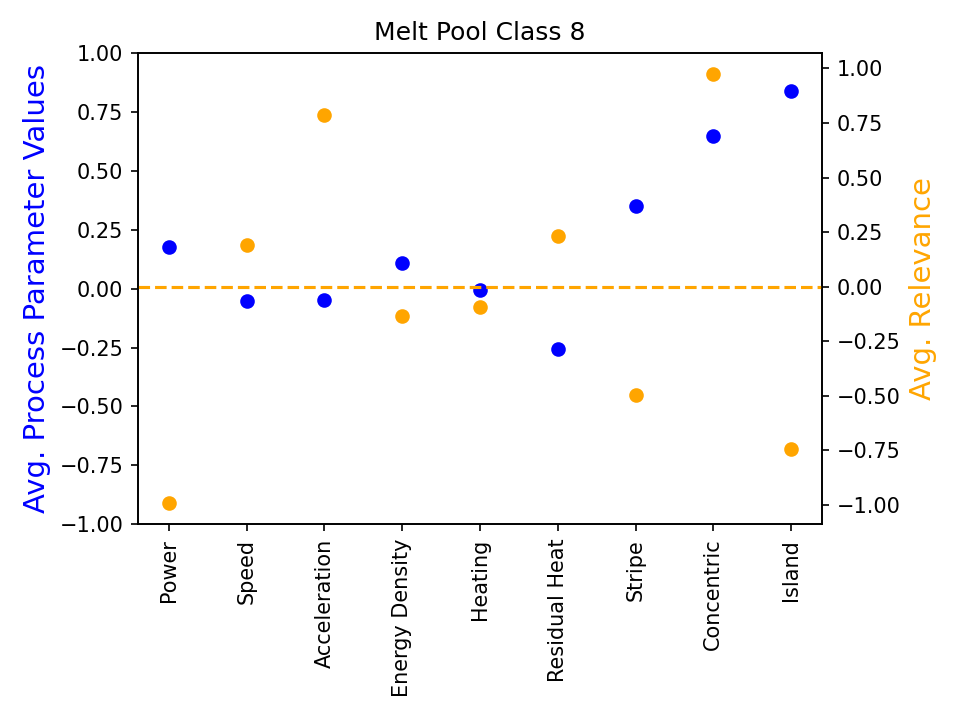 Melt Pool Class 8
Avg. Process Parameter Values
1.00
0.75
0.50
0.25
0.00
−0.25
−0.50
−0.75
−1.00
1.00
0.75
0.50
0.25
0.00
−0.25
−0.50
−0.75
−1.00
Avg. Relevance
Power
Speed
Acceleration
Energy Density
Heating
Residual Heat
Stripe
Concentric
Island